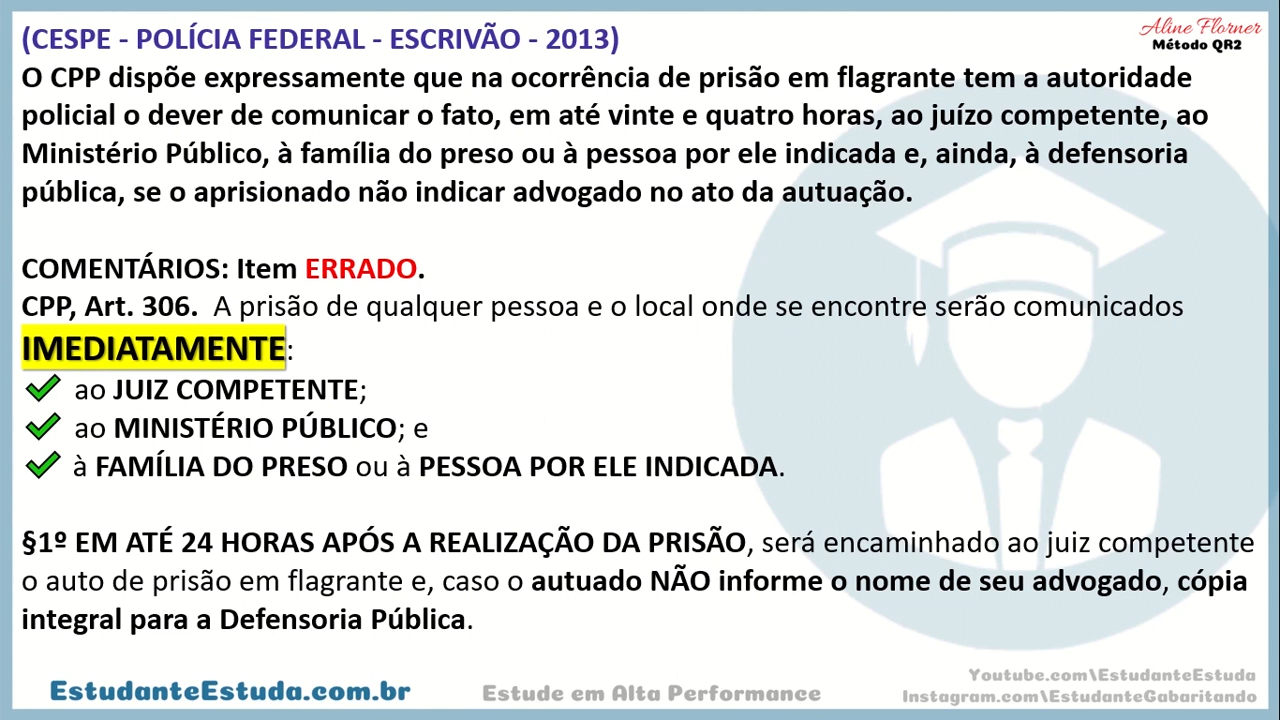 (CESPE - POLÍCIA FEDERAL - ESCRIVÃO - 2013)
Aline Florner
Método QR2
O CPP dispõe expressamente que na ocorrência de prisão em flagrante tem a autoridade
policial o dever de comunicar o fato, em até vinte e quatro horas, ao juízo competente, ao
Ministério Público, à família do preso ou à pessoa por ele indicada e, ainda, à defensoria
pública, se o aprisionado não indicar advogado no ato da autuação.
COMENTÁRIOS: Item ERRADO.
CPP, Art. 306. A prisão de qualquer pessoa e o local onde se encontre serão comunicados
IMEDIATAMENTE:
ao JUIZ COMPETENTE;
ao MINISTÉRIO PÚBLICO; e
à FAMÍLIA DO PRESO ou à PESSOA POR ELE INDICADA.
§1º EM ATÉ 24 HORAS APÓS A REALIZAÇÃO DA PRISÃO, será encaminhado ao juiz competente
o auto de prisão em flagrante e, caso o autuado NÃO informe o nome de seu advogado, cópia
integral para a Defensoria Pública.
EstudanteEstuda.com.br
Estude em Alta Performance
Youtube.com\EstudanteEstuda
Instagram.com\EstudanteGabaritando